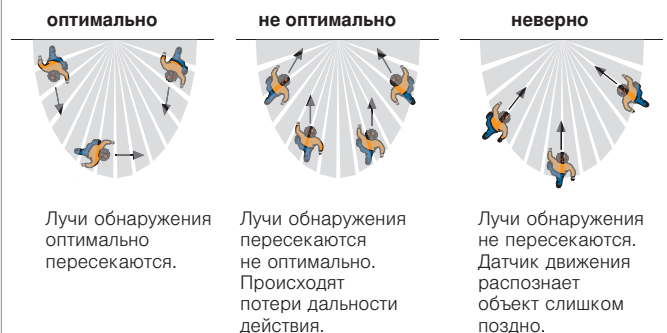 оптимально
не оптимально
неверно
Лучи обнаружения
оптимально
пересекаются.
Лучи обнаружения
пересекаются
не оптимально.
Происходят
потери дальности
действия.
Лучи обнаружения
не пересекаются.
Датчик движения
распознает
объект слишком
поздно.